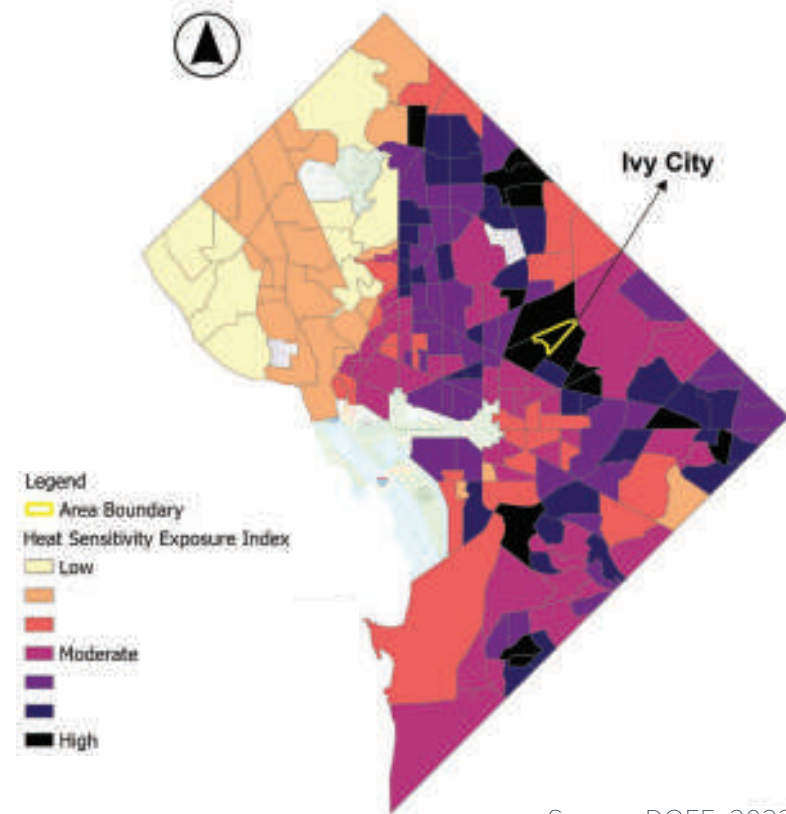 Ivy City
Legend
Area Boundary
Heat Sensitivity Exposure Index
Low
Moderate
High